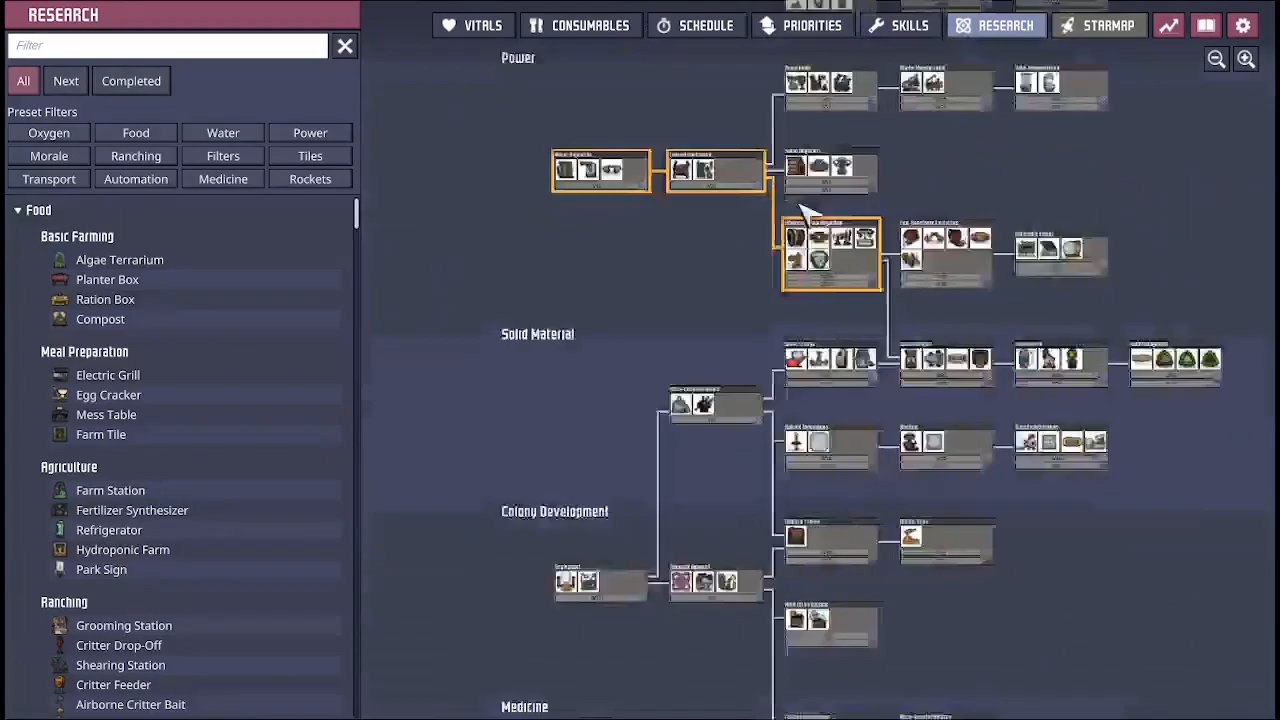 RESEARCH
VITALS
CONSUMABLES
SCHEDULE
PRIORITIES
SKILLS
RESEARCH
STARMAP
Filter
All
Next
Completed
Preset Filters
Oxygen
Food
Water
Power
Morale
Ranching
Filters
Tiles
Transport
Automation
Medicine
Rockets
Food
Basic Farming
Algae Terrarium
Planter Box
Ration Box
Compost
Meal Preparation
Electric Grill
Egg Cracker
Mess Table
Farm Tile
Agriculture
Farm Station
Fertilizer Synthesizer
Refrigerator
Hydroponic Farm
Park Sign
Ranching
Grooming Station
Critter Drop-Off
Shearing Station
Critter Feeder
Airborne Critter Bait
Power
Solid Material
Colony Development
Medicine